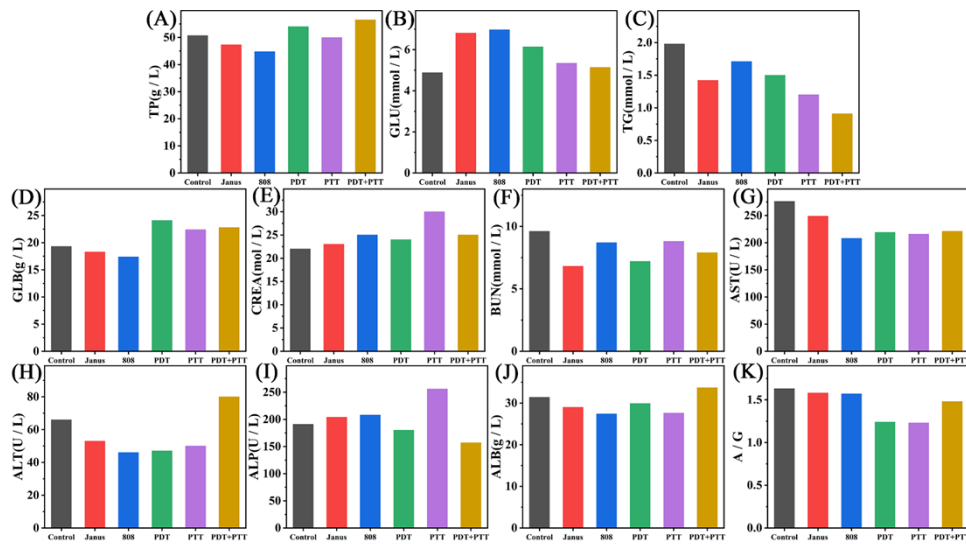 (A)
TP(g / L)
50
40
30
20
10
0
Control Janus 808 PDT PTT PDT+PTT
(B)
GLU(mmol / L)
6
4
2
0
Control Janus 808 PDT PTT PDT+PTT
(C)
TG(mmol / L)
2.0
1.5
1.0
0.5
0.0
Control Janus 808 PDT PTT PDT+PTT
(D)
GLB(g / L)
25
23
20
18
15
13
10
8
5
3
0
Control Janus 808 PDT PTT PDT+PTT
(E)
CREA(mol / L)
30
25
20
15
10
5
0
Control Janus 808 PDT PTT PDT+PTT
(F)
BUN(mmol / L)
10
5
0
Control Janus 808 PDT PTT PDT+PTT
(G)
AST(U / L)
250
200
150
100
50
0
Control Janus 808 PDT PTT PDT+PTT
(H)
ALT(U / L)
80
60
40
20
0
Control Janus 808 PDT PTT PDT+PTT
(I)
ALP(U / L)
250
200
150
100
50
0
Control Janus 808 PDT PTT PDT+PTT
(J)
ALB(g / L)
30
20
10
0
Control Janus 808 PDT PTT PDT+PTT
(K)
A / G
1.5
1.0
0.5
0.0
Control Janus 808 PDT PTT PDT+PTT